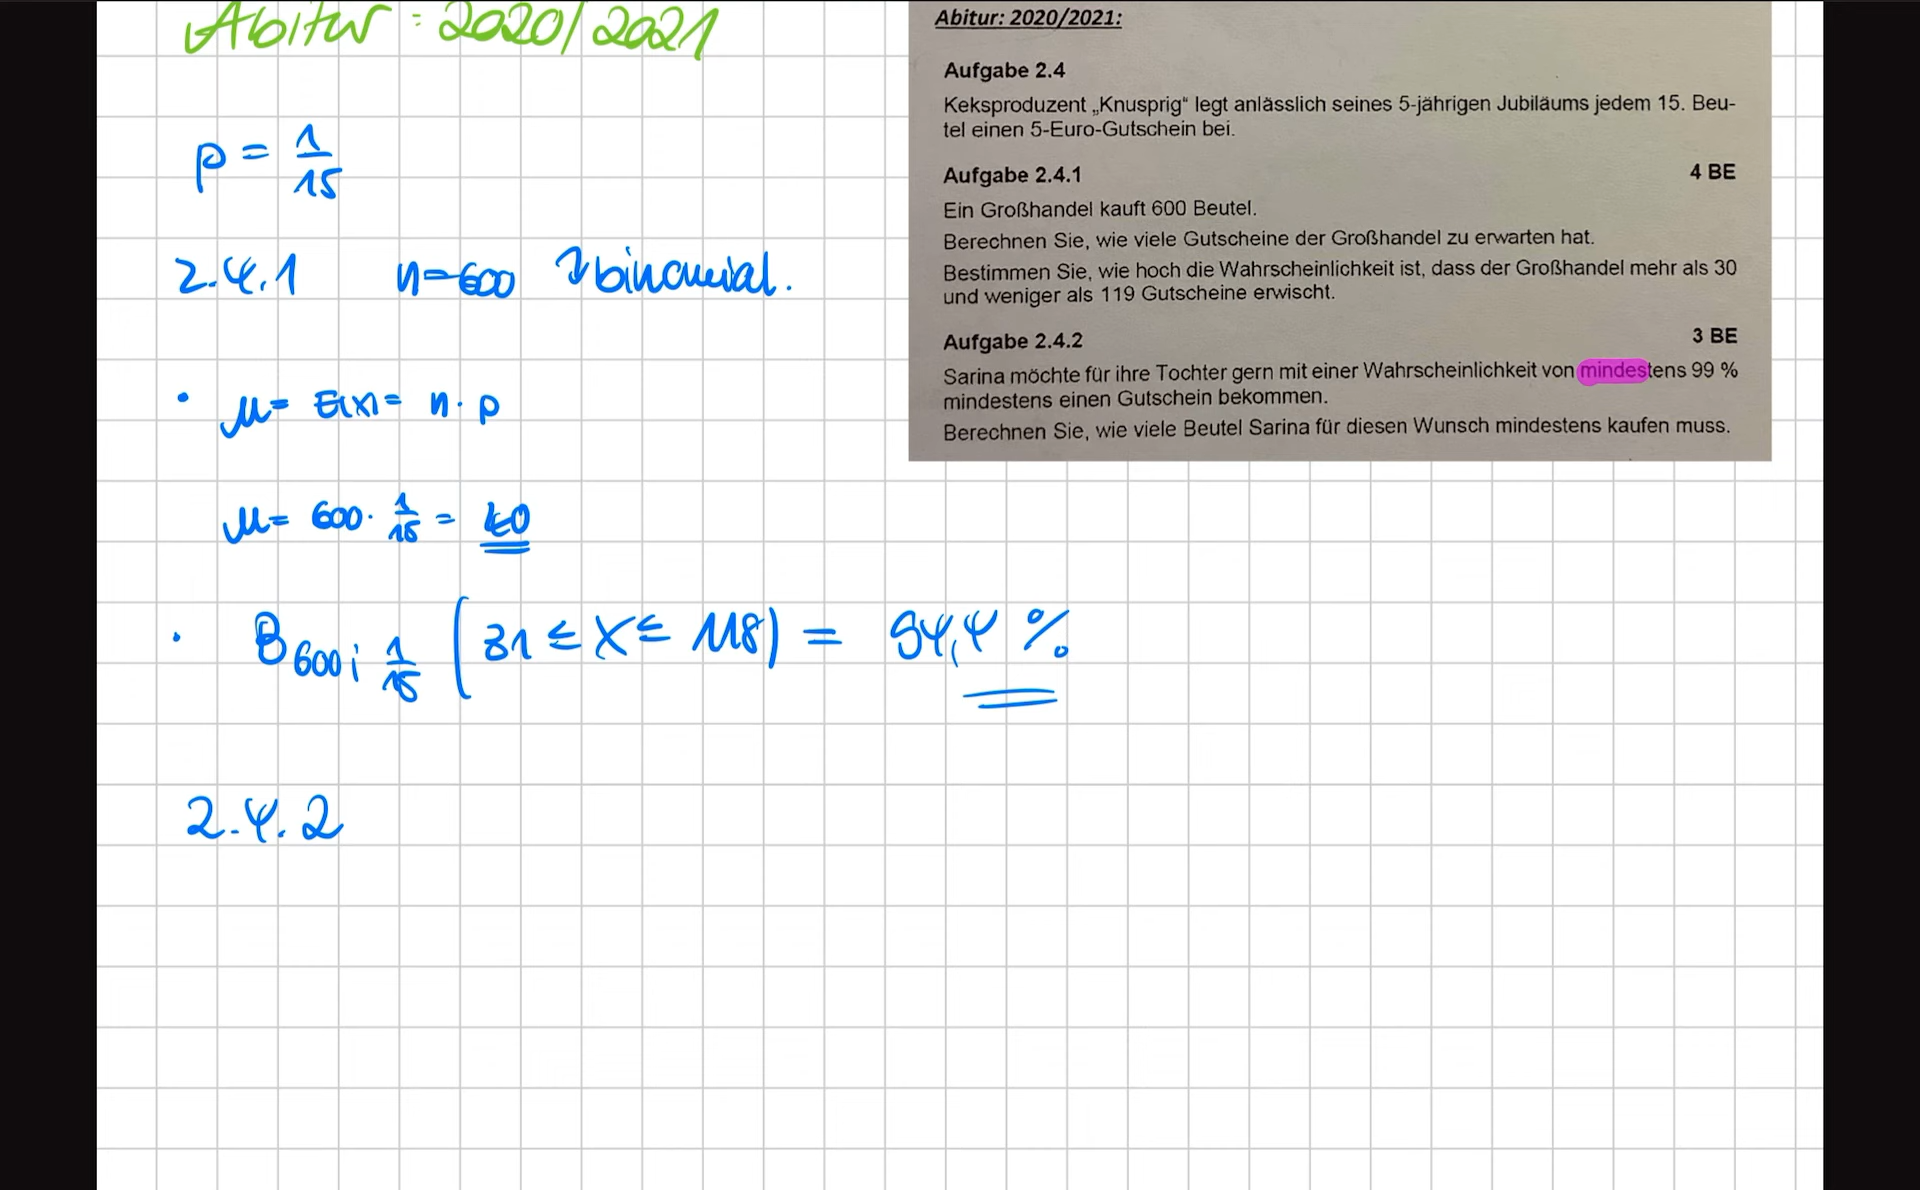 Abitur: 2020/2021
p = 1/15
2.4.1 n=600 } binomial.
• μ = E(X) = n · p
μ = 600 · 1/15 = 40
• B600; 1/15 (31 ≤ X ≤ 118) = 94,4 %
2.4.2
Abitur: 2020/2021:
Aufgabe 2.4
Keksproduzent „Knusprig“ legt anlässlich seines 5-jährigen Jubiläums jedem 15. Beu-
tel einen 5-Euro-Gutschein bei.
Aufgabe 2.4.1 4 BE
Ein Großhandel kauft 600 Beutel.
Berechnen Sie, wie viele Gutscheine der Großhandel zu erwarten hat.
Bestimmen Sie, wie hoch die Wahrscheinlichkeit ist, dass der Großhandel mehr als 30
und weniger als 119 Gutscheine erwischt.
Aufgabe 2.4.2 3 BE
Sarina möchte für ihre Tochter gern mit einer Wahrscheinlichkeit von mindestens 99 %
mindestens einen Gutschein bekommen.
Berechnen Sie, wie viele Beutel Sarina für diesen Wunsch mindestens kaufen muss.